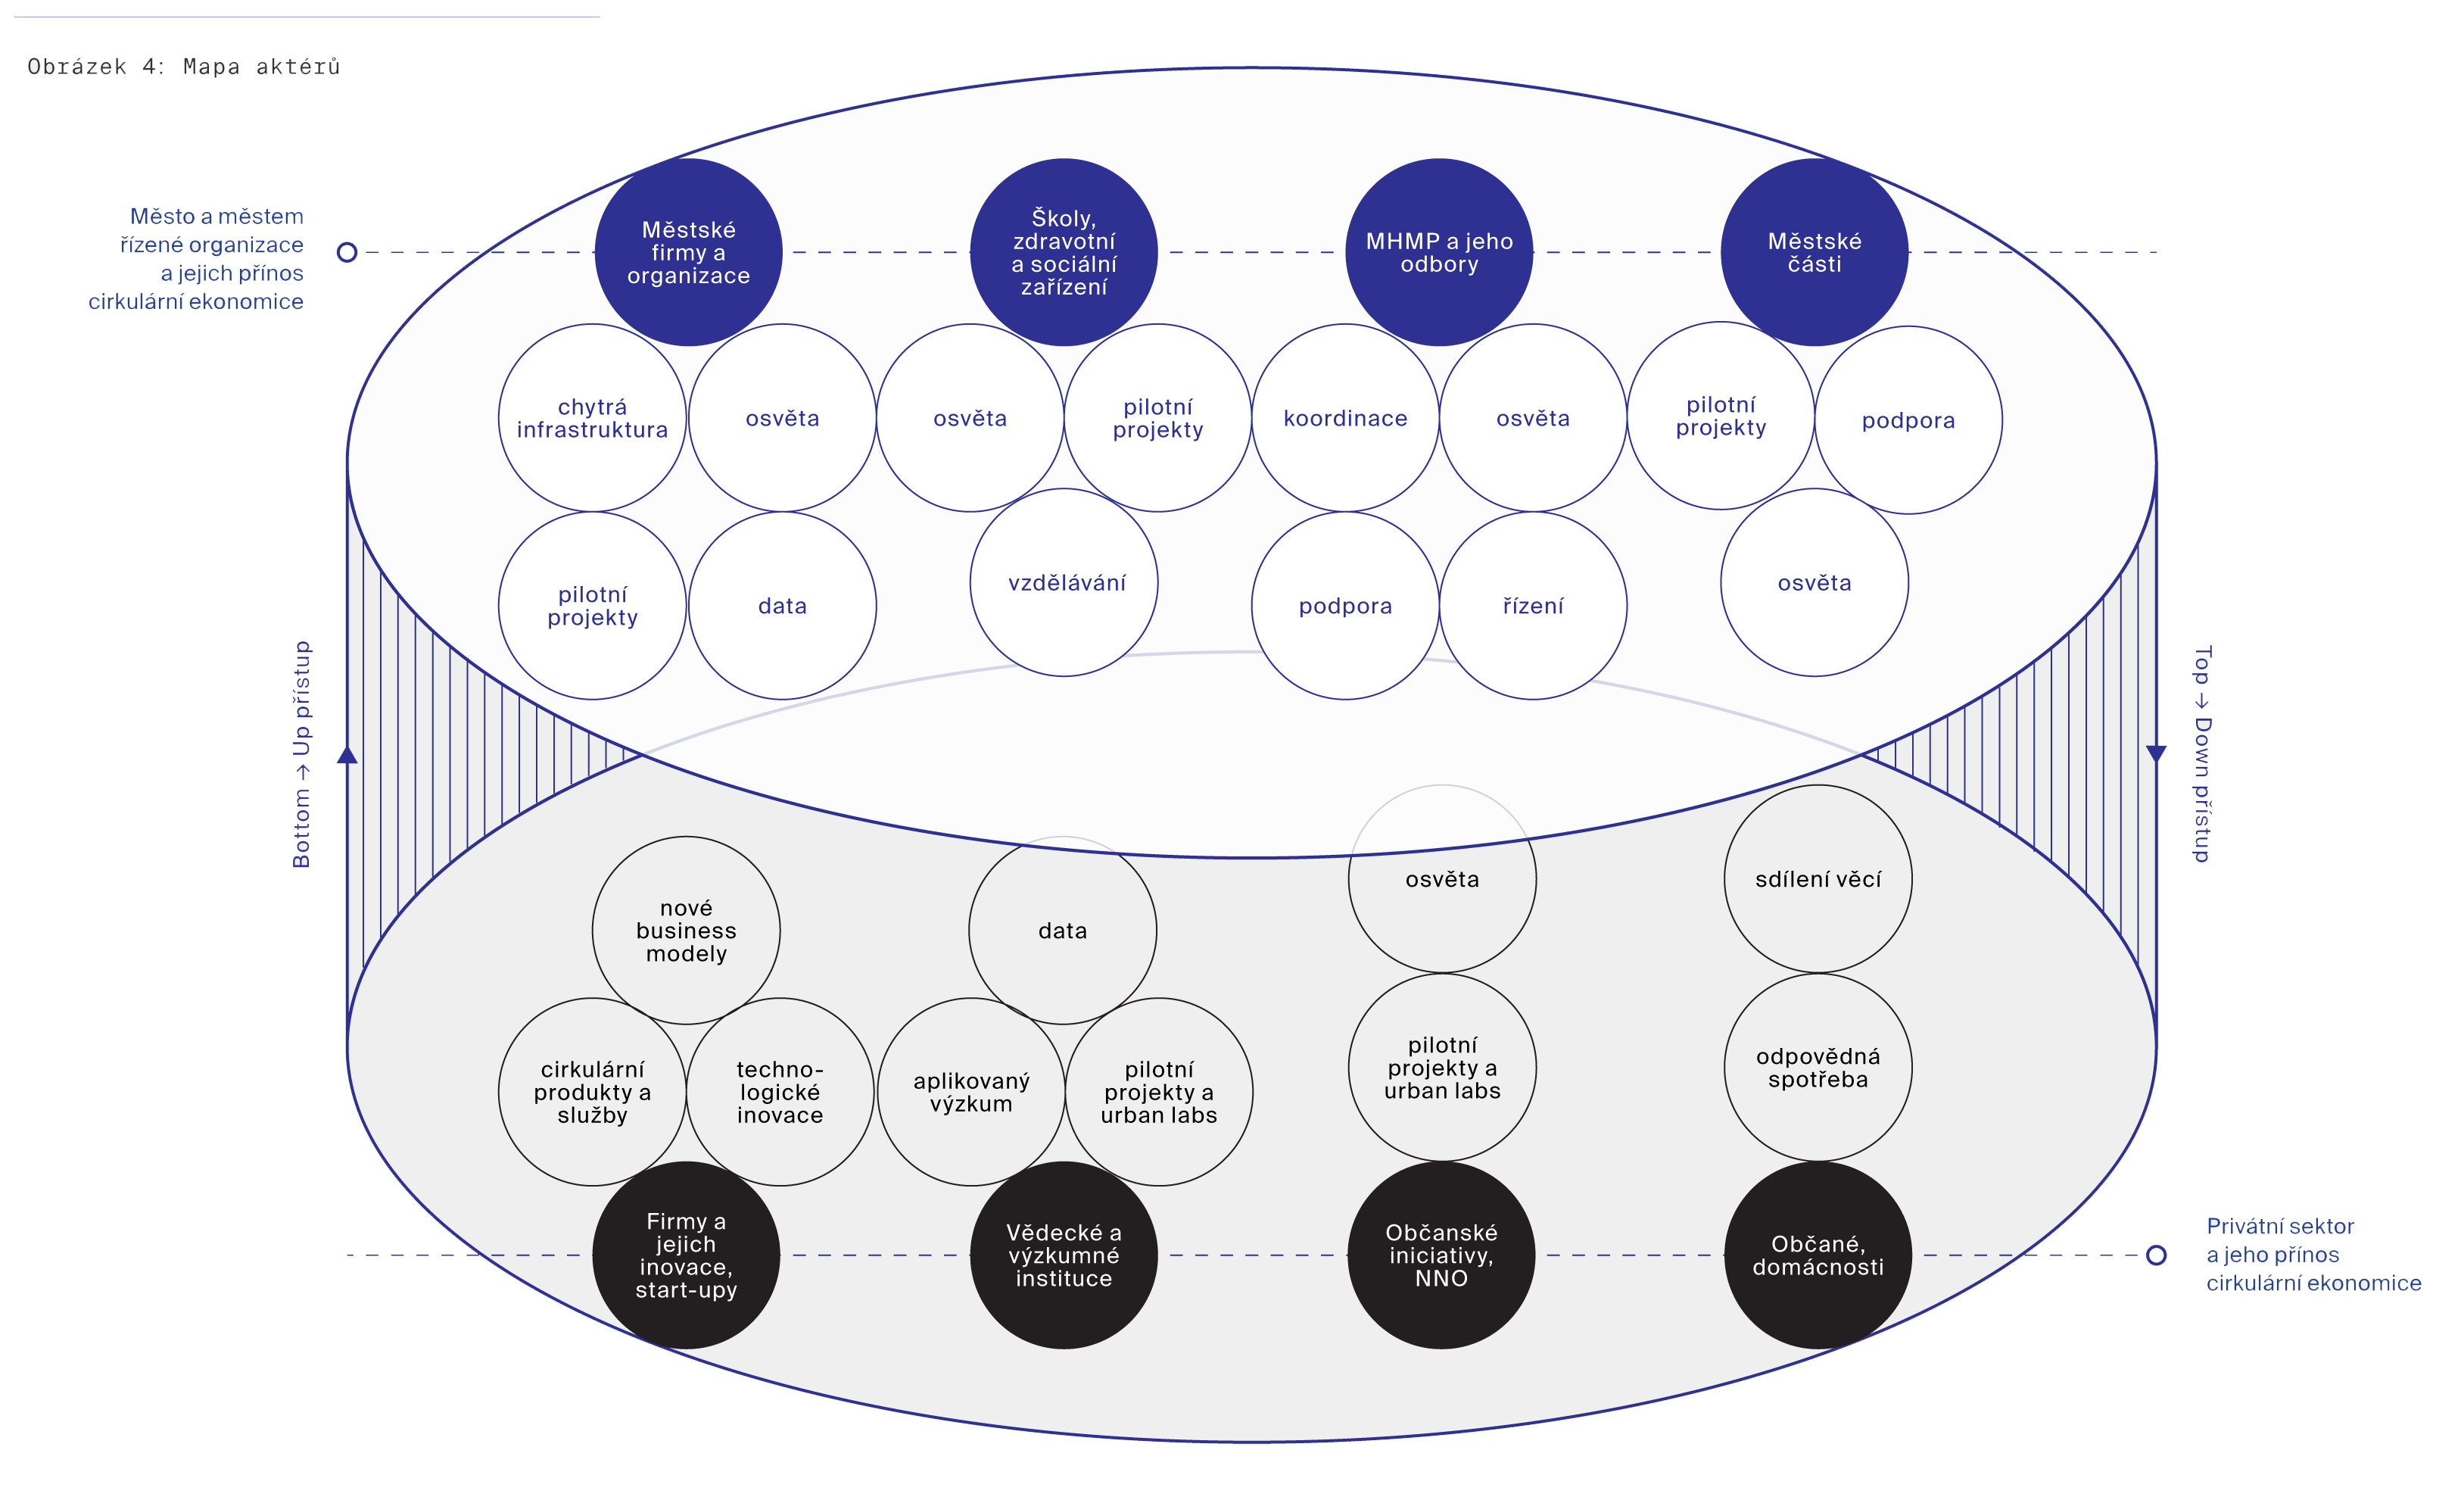 Obrázek 4: Mapa aktérů
Město a městem
řízené organizace
a jejich přínos
cirkulární ekonomice
Městské
firmy a
organizace
Školy,
zdravotní
a sociální
zařízení
MHMP a jeho
odbory
Městské
části
chytrá
infrastruktura
osvěta
osvěta
pilotní
projekty
koordinace
osvěta
pilotní
projekty
podpora
pilotní
projekty
data
vzdělávání
podpora
řízení
osvěta
Bottom → Up přístup
Top → Down přístup
nové
business
modely
data
osvěta
sdílení věcí
cirkulární
produkty a
služby
techno-
logické
inovace
aplikovaný
výzkum
pilotní
projekty a
urban labs
pilotní
projekty a
urban labs
odpovědná
spotřeba
Firmy a
jejich
inovace,
start-upy
Vědecké a
výzkumné
instituce
Občanské
iniciativy,
NNO
Občané,
domácnosti
Privátní sektor
a jeho přínos
cirkulární ekonomice